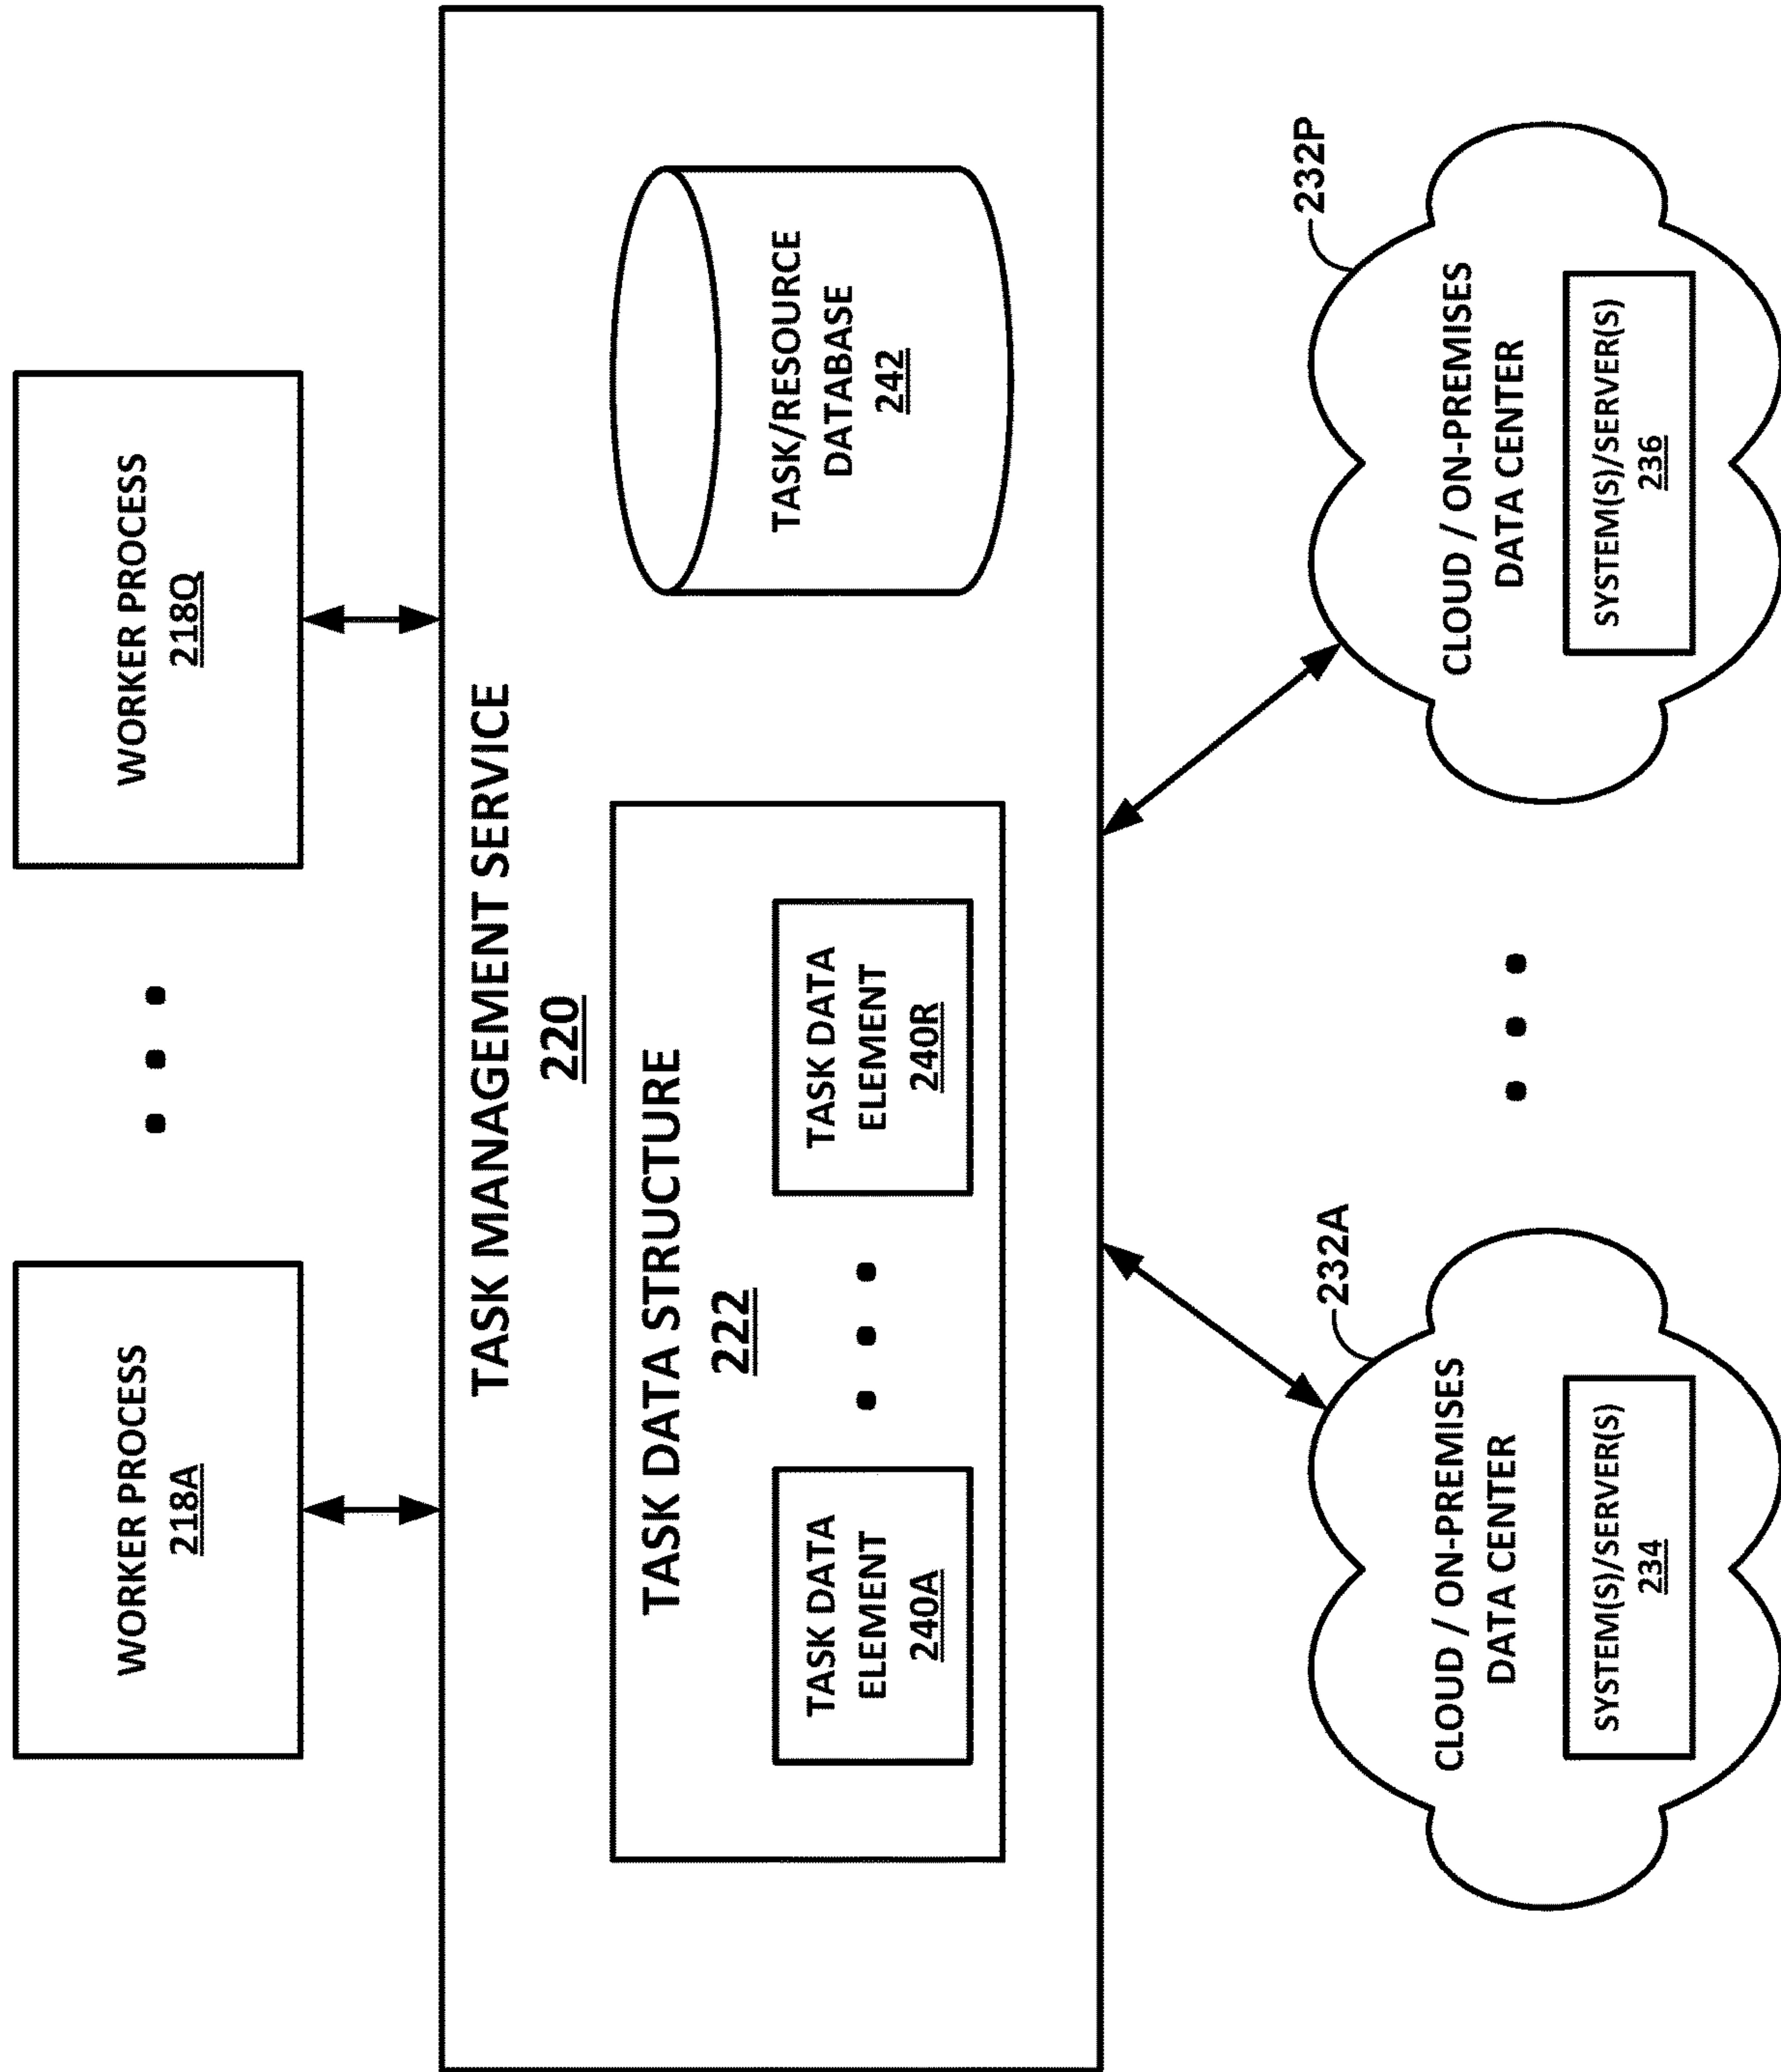 WORKER PROCESS
218A
WORKER PROCESS
218Q
TASK MANAGEMENT SERVICE
220
TASK DATA STRUCTURE
222
TASK DATA
ELEMENT
240A
TASK DATA
ELEMENT
240R
TASK/RESOURCE
DATABASE
242
232A
CLOUD / ON-PREMISES
DATA CENTER
SYSTEM(S)/SERVER(S)
234
232P
CLOUD / ON-PREMISES
DATA CENTER
SYSTEM(S)/SERVER(S)
236